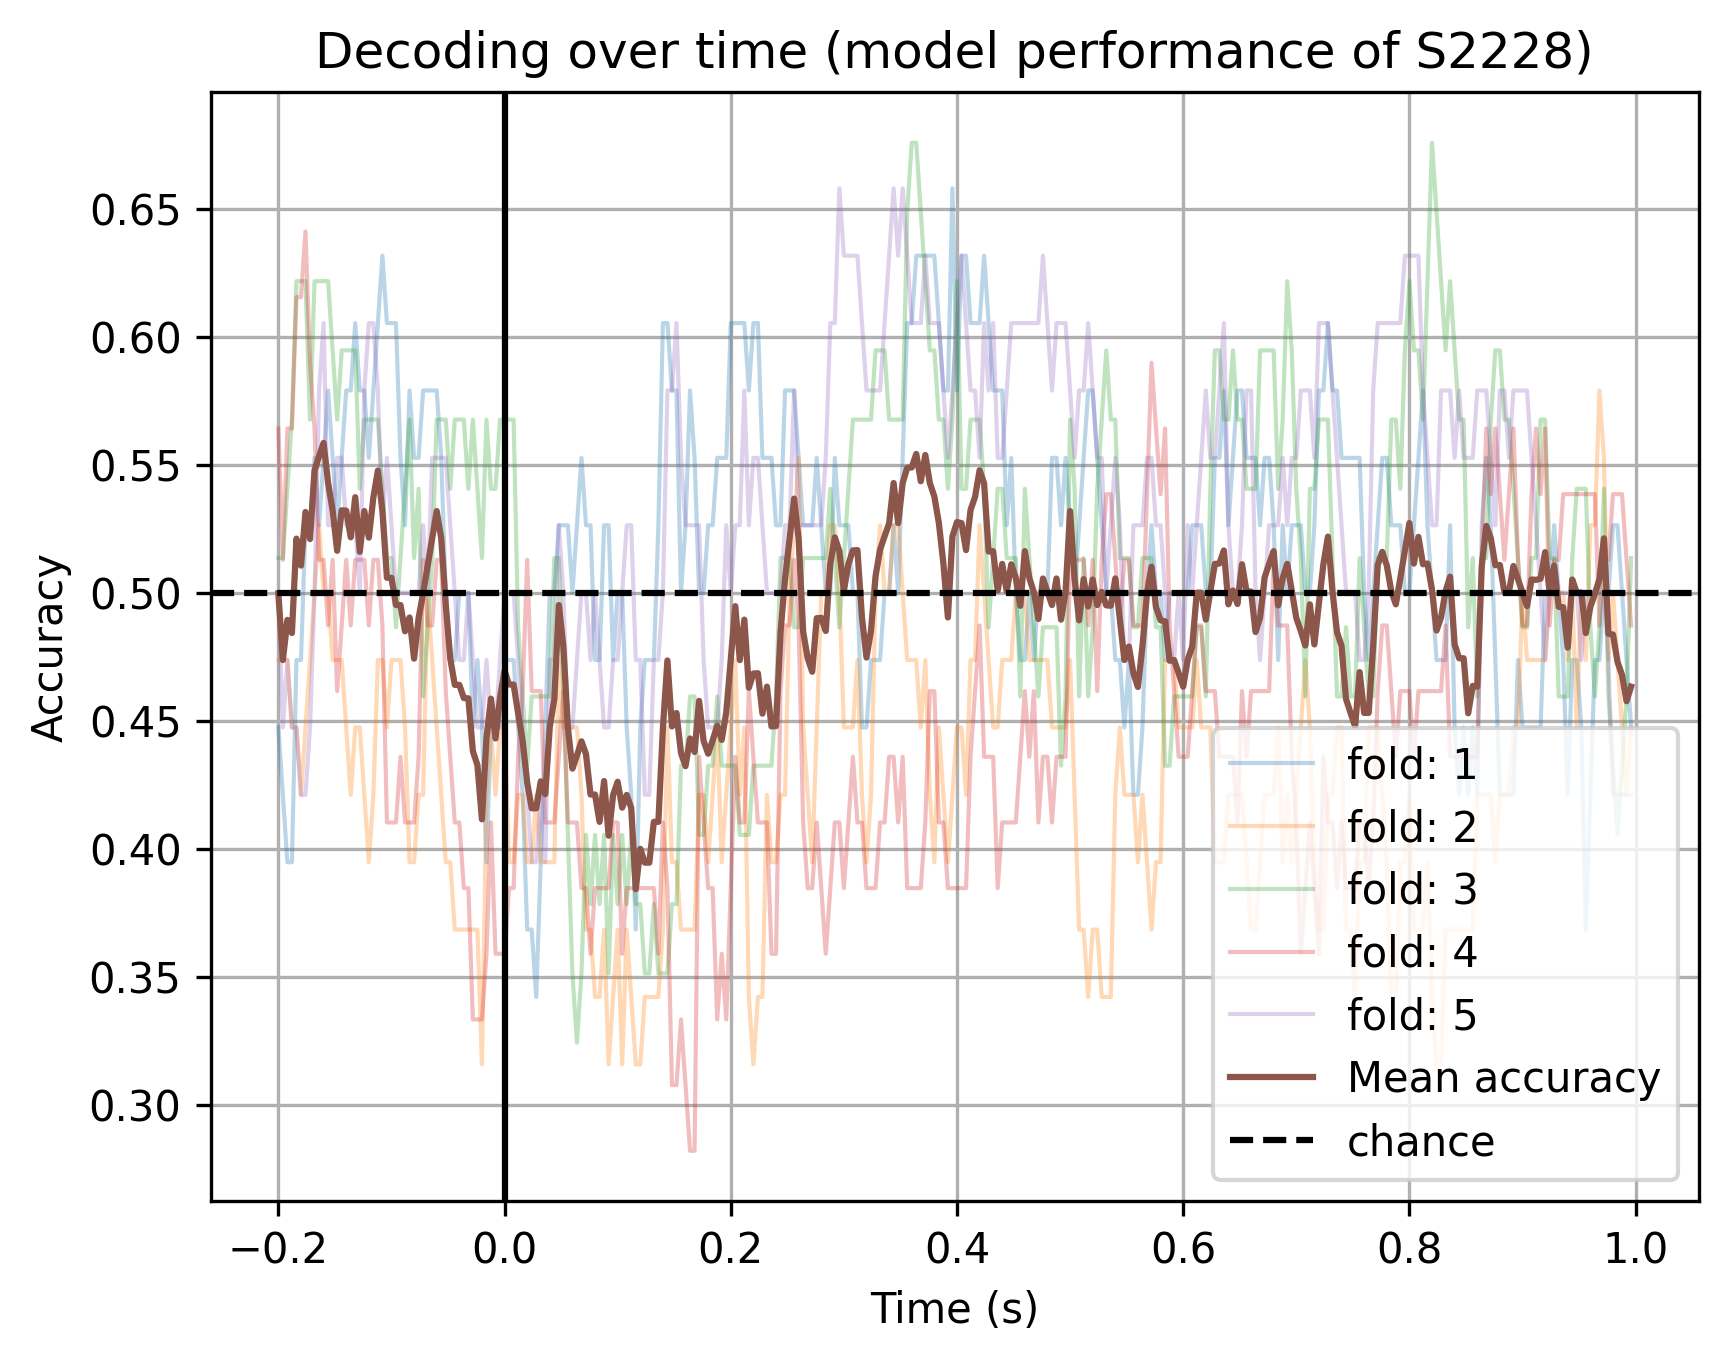 Decoding over time (model performance of S2228)
Accuracy
0.65
0.60
0.55
0.50
0.45
0.40
0.35
0.30
fold: 1
fold: 2
fold: 3
fold: 4
fold: 5
Mean accuracy
chance
−0.2 0.0 0.2 0.4 0.6 0.8 1.0
Time (s)